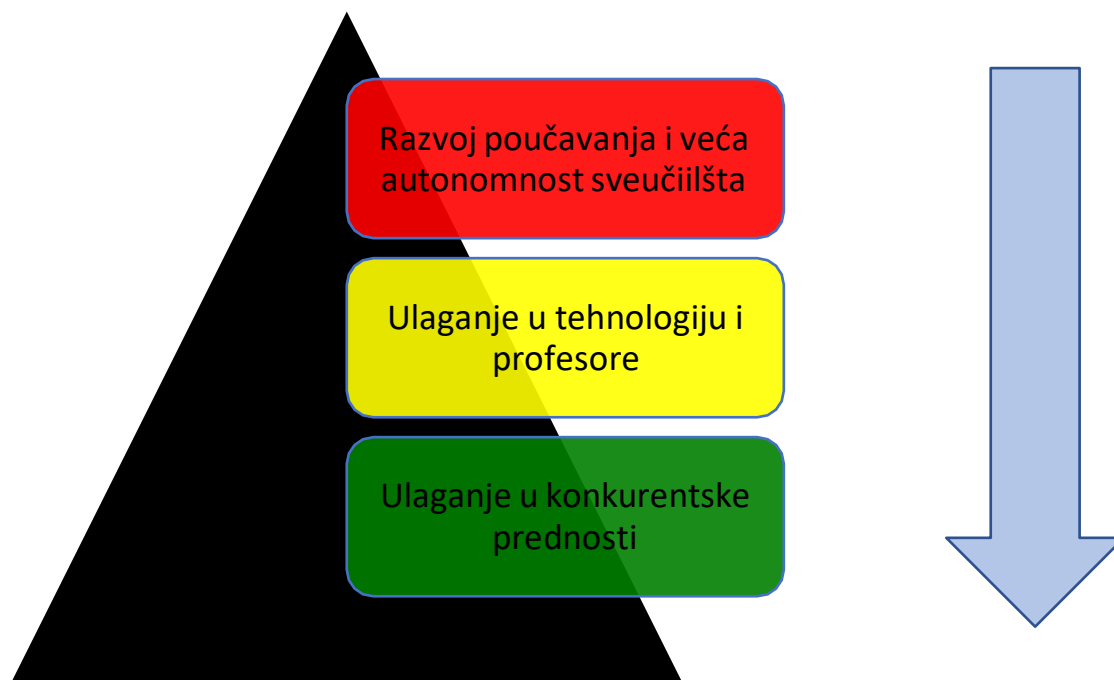 Razvoj poučavanja i veća
autonomnost sveučiilšta
Ulaganje u tehnologiju i
profesore
Ulaganje u konkurentske
prednosti